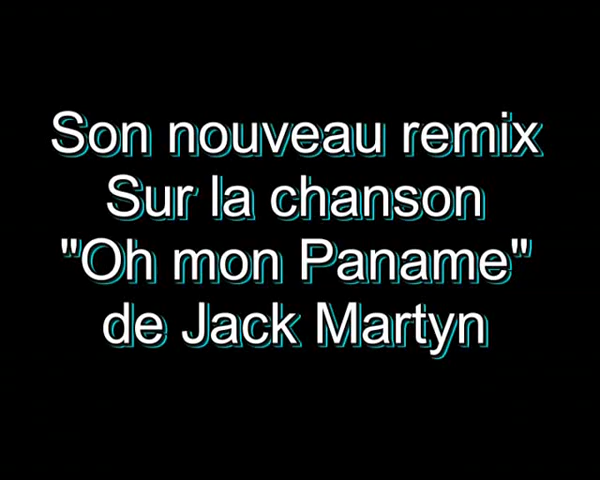 Son nouveau remix
Sur la chanson
"Oh mon Paname"
de Jack Martyn